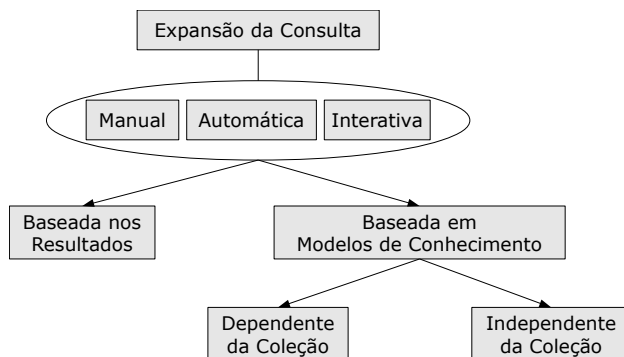 Expansão da Consulta
Manual
Automática
Interativa
Baseada nos
Resultados
Baseada em
Modelos de Conhecimento
Dependente
da Coleção
Independente
da Coleção